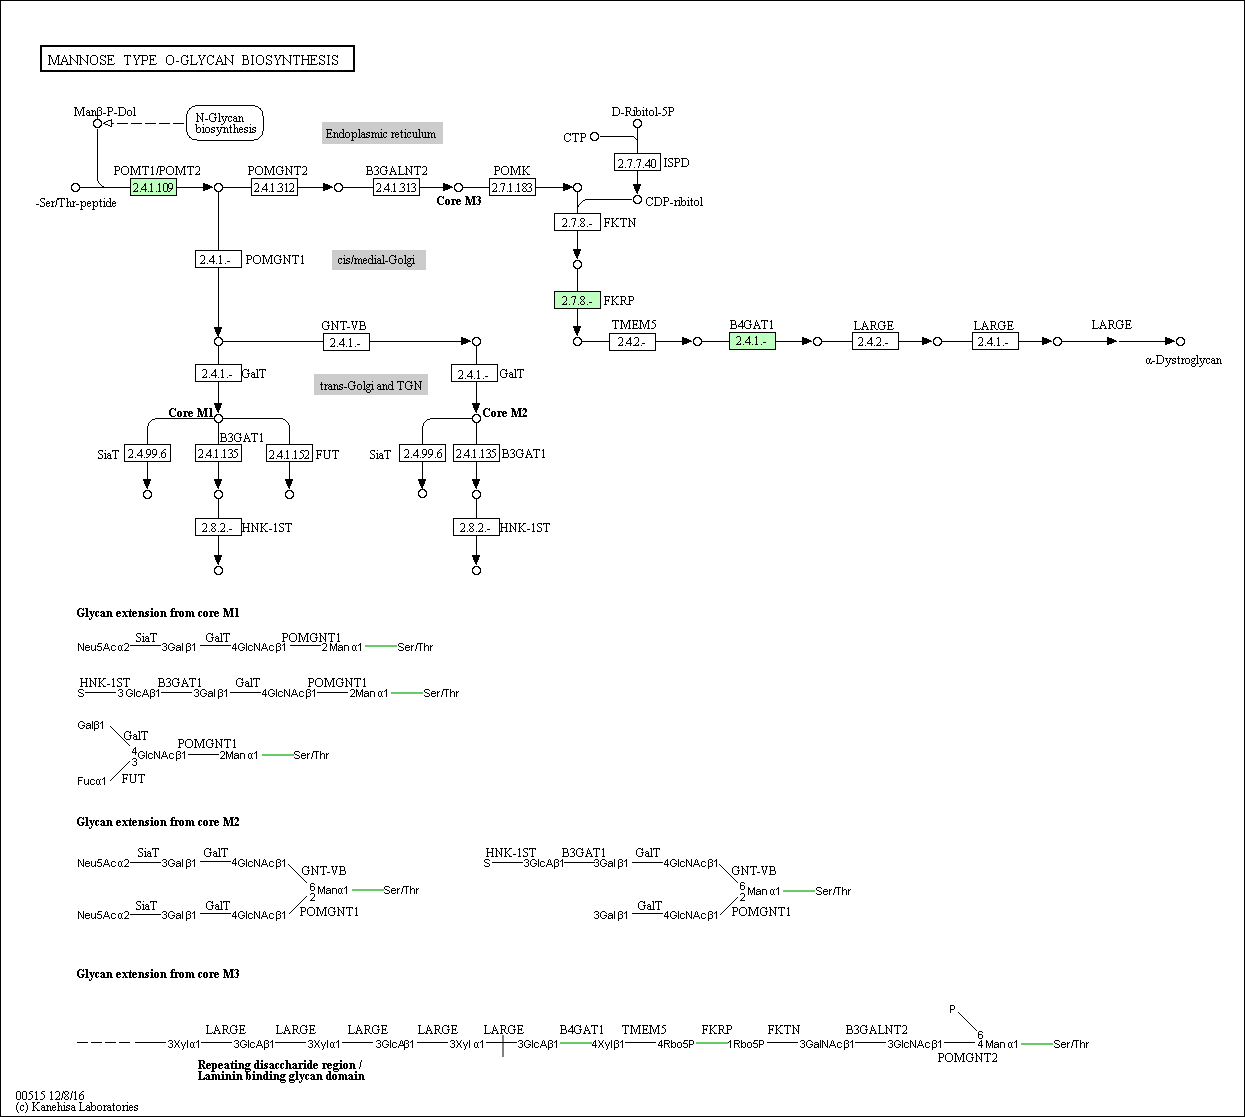 MANNOSE TYPE O-GLYCAN BIOSYNTHESIS
Manβ-P-Dol
N-Glycan
biosynthesis
Endoplasmic reticulum
D-Ribitol-5P
CTP
2.7.7.40 ISPD
POMT1/POMT2
POMGNT2
B3GALNT2
POMK
2.4.1.109
2.4.1.312
2.4.1.313
2.7.1.183
-Ser/Thr-peptide
Core M3
CDP-ribitol
2.7.8.- FKTN
2.4.1.- POMGNT1
cis/medial-Golgi
2.7.8.- FKRP
GNT-VB
TMEM5
B4GAT1
LARGE
LARGE
LARGE
2.4.1.-
2.4.2.-
2.4.1.-
2.4.2.-
2.4.1.-
α-Dystroglycan
2.4.1.- GalT
trans-Golgi and TGN
2.4.1.- GalT
Core M1
Core M2
B3GAT1
SiaT 2.4.99.6
2.4.1.135
2.4.1.152 FUT
SiaT 2.4.99.6
2.4.1.135 B3GAT1
2.8.2.- HNK-1ST
2.8.2.- HNK-1ST
Glycan extension from core M1
SiaT GalT POMGNT1
Neu5Acα2 3Galβ1 4GlcNAcβ1 2Manα1 Ser/Thr
HNK-1ST B3GAT1 GalT POMGNT1
S 3GlcAβ1 3Galβ1 4GlcNAcβ1 2Manα1 Ser/Thr
Galβ1
GalT
POMGNT1
4
3
GlcNAcβ1 2Manα1 Ser/Thr
Fucα1 FUT
Glycan extension from core M2
SiaT GalT
Neu5Acα2 3Galβ1 4GlcNAcβ1
GNT-VB
6
2
Manα1 Ser/Thr
SiaT GalT
POMGNT1
Neu5Acα2 3Galβ1 4GlcNAcβ1
HNK-1ST B3GAT1 GalT
S 3GlcAβ1 3Galβ1 4GlcNAcβ1
GNT-VB
6
2
Manα1 Ser/Thr
GalT
POMGNT1
3Galβ1 4GlcNAcβ1
Glycan extension from core M3
P
LARGE LARGE LARGE LARGE LARGE B4GAT1 TMEM5 FKRP FKTN B3GALNT2
6
3Xylα1 3GlcAβ1 3Xylα1 3GlcAβ1 3Xylα1 3GlcAβ1 4Xylβ1 4Rbo5P 1Rbo5P 3GalNAcβ1 3GlcNAcβ1 4 Manα1 Ser/Thr
POMGNT2
Repeating disaccharide region /
Laminin binding glycan domain
00515 12/8/16
(c) Kanehisa Laboratories